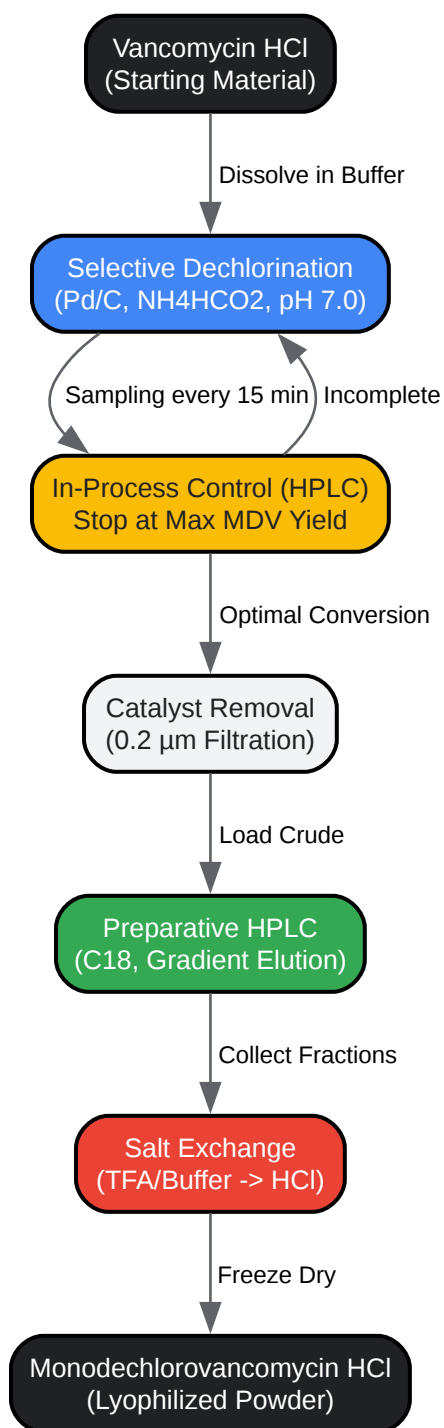 Vancomycin HCl
(Starting Material)
Dissolve in Buffer
Selective Dechlorination
(Pd/C, NH4HCO2, pH 7.0)
Sampling every 15 min
Incomplete
In-Process Control (HPLC)
Stop at Max MDV Yield
Optimal Conversion
Catalyst Removal
(0.2 µm Filtration)
Load Crude
Preparative HPLC
(C18, Gradient Elution)
Collect Fractions
Salt Exchange
(TFA/Buffer -> HCl)
Freeze Dry
Monodechlorovancomycin HCl
(Lyophilized Powder)